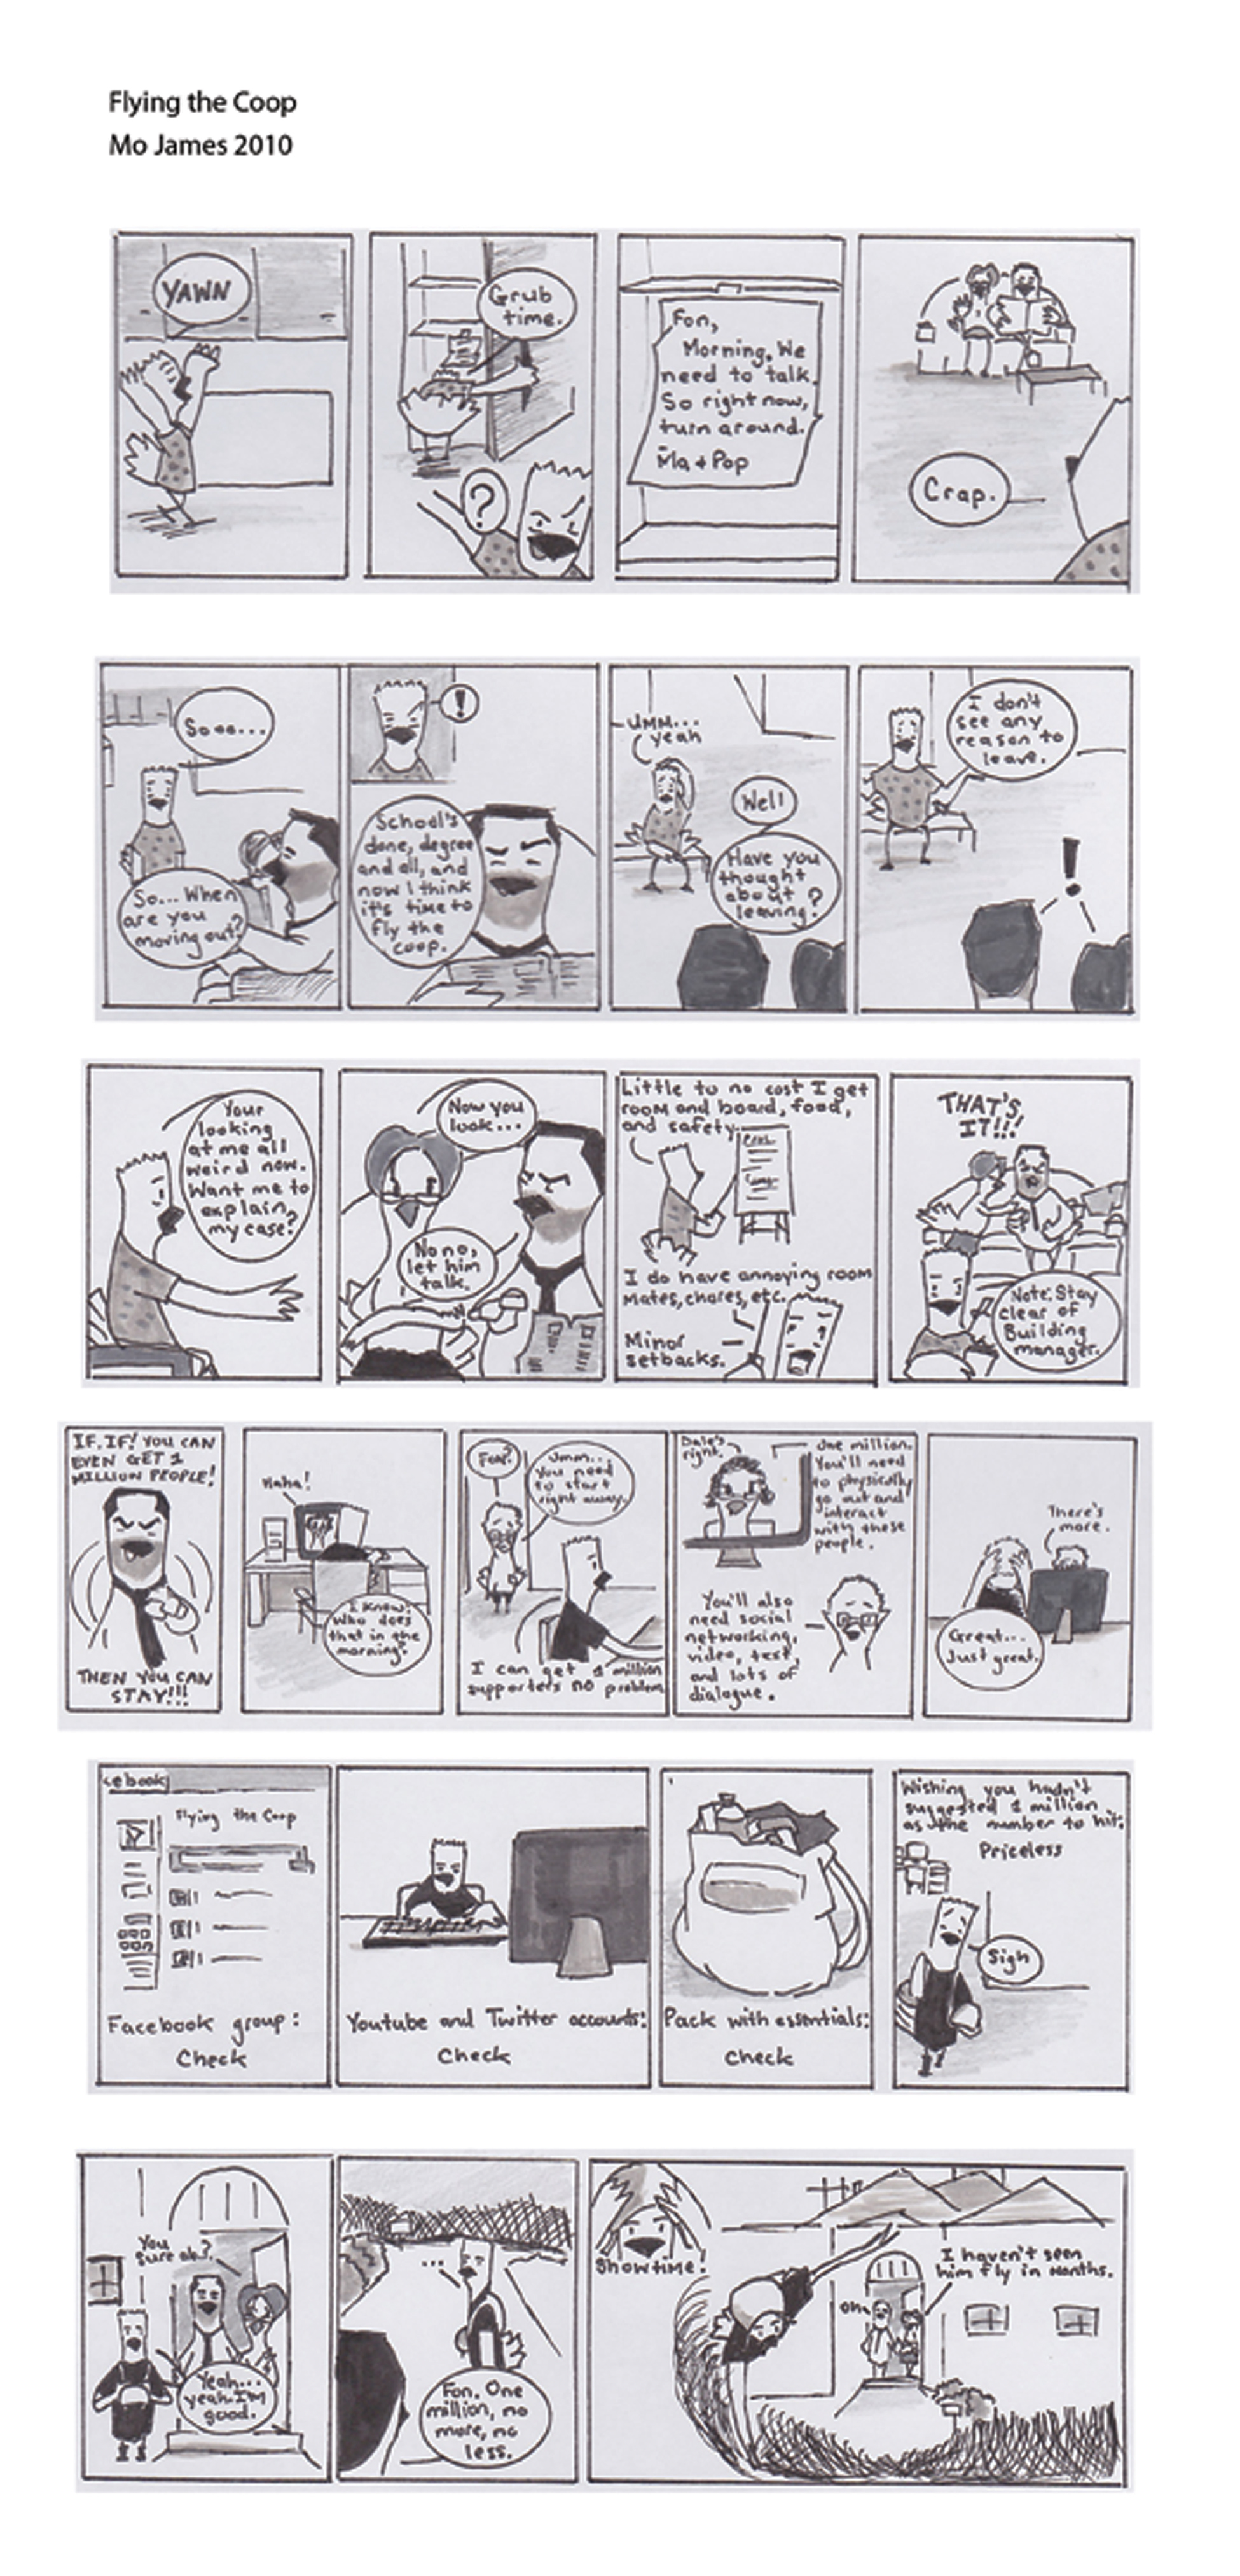 Flying the Coop
Mo James 2010
YAWN
Grub
time.
?
Fon,
Morning. We
need to talk.
So right now,
turn around.
Ma + Pop
Crap.
Sooo...
So... When
are you
moving out?
!
School's
done, degree
and all, and
now I think
it's time to
fly the
coop.
UMM...
yeah
Well
Have you
thought
about
leaving?
I don't
see any
reason to
leave.
!
Your
looking
at me all
weird now.
Want me to
explain
my case?
Now you
look...
No no,
let him
talk.
Little to no cost I get
room and board, food,
and safety.
I do have annoying room
mates, chores, etc.
Minor
setbacks.
THAT'S
IT!!!
Note: Stay
clear of
Building
manager.
IF, IF! YOU CAN
EVEN GET 1
MILLION PEOPLE!
THEN YOU CAN
STAY!!!
Haha!
I know!
Who does
that in the
morning?
Fon?
Umm...
You need
to start
right away.
I can get 1 million
supporters no problem
Dale's
right.
One million.
You'll need
to physically
go out and
interact
with these
people.
You'll also
need social
networking,
video, text,
and lots of
dialogue.
There's
more.
Great...
Just great.
cebook
Flying the Coop
Facebook group:
Check
Youtube and Twitter accounts:
Check
Pack with essentials:
Check
Wishing you hadn't
suggested 1 million
as the number to hit:
Priceless
Sigh
You
sure ok?
Yeah...
yeah. I'm
good.
...
Fon. One
million, no
more, no
less.
Showtime!
I haven't seen
him fly in months.
Oh.